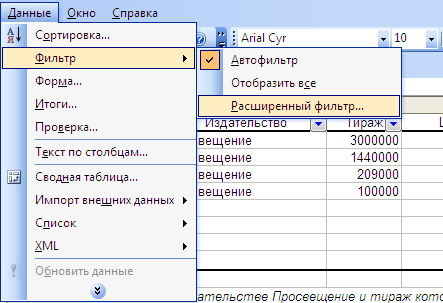 Данные Окно Справка
Сортировка... Arial Cyr 10
Фильтр Автофильтр
Форма... Отобразить все
Итоги... Расширенный фильтр...
Проверка... Издательство Тираж
Текст по столбцам... вещение 3000000
вещение 1440000
Сводная таблица... вещение 209000
Импорт внешних данных вещение 100000
Список
XML
Обновить данные
дательстве Просвещение и тираж кото